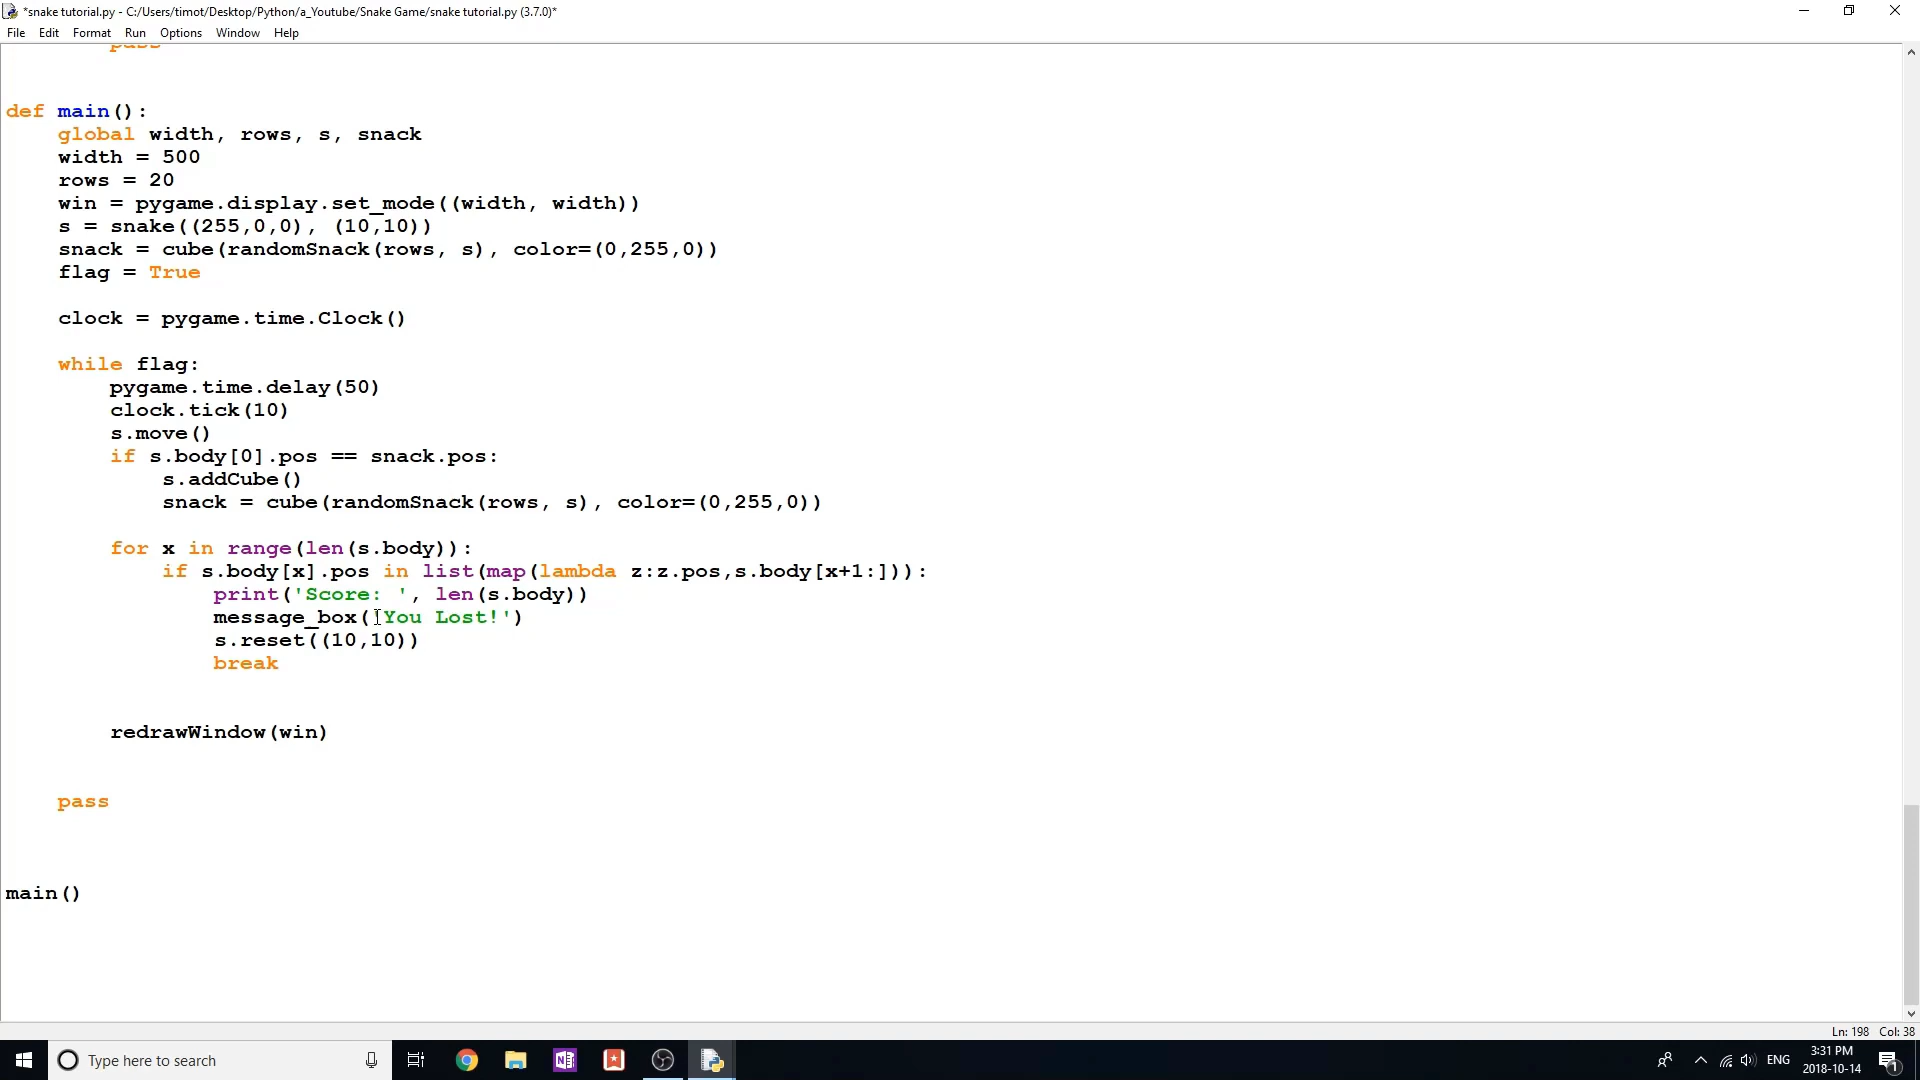 *snake tutorial.py - C:/Users/timot/Desktop/Python/a_Youtube/Snake Game/snake tutorial.py (3.7.0)*
File Edit Format Run Options Window Help
pass
def main():
    global width, rows, s, snack
    width = 500
    rows = 20
    win = pygame.display.set_mode((width, width))
    s = snake((255,0,0), (10,10))
    snack = cube(randomSnack(rows, s), color=(0,255,0))
    flag = True
    clock = pygame.time.Clock()
    while flag:
        pygame.time.delay(50)
        clock.tick(10)
        s.move()
        if s.body[0].pos == snack.pos:
            s.addCube()
            snack = cube(randomSnack(rows, s), color=(0,255,0))
        for x in range(len(s.body)):
            if s.body[x].pos in list(map(lambda z:z.pos,s.body[x+1:])):
                print('Score: ', len(s.body))
                message_box('You Lost!')
                s.reset((10,10))
                break
        redrawWindow(win)
    pass
main()
Ln: 198 Col: 38
Type here to search
ENG
3:31 PM
2018-10-14
1